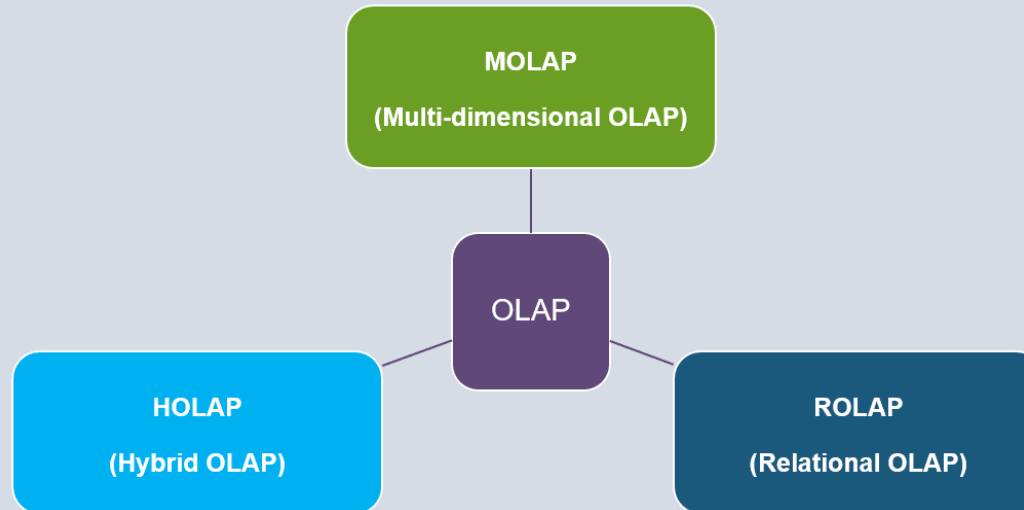 MOLAP
(Multi-dimensional OLAP)
OLAP
HOLAP
(Hybrid OLAP)
ROLAP
(Relational OLAP)